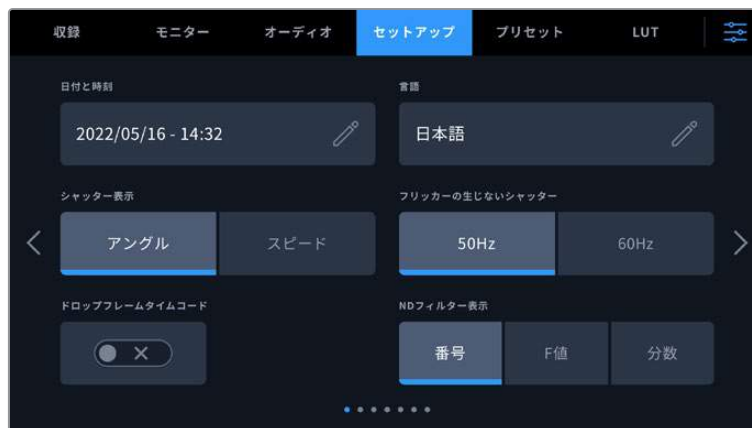 収録 モニター オーディオ セットアップ プリセット LUT
日付と時刻 言語
2022/05/16 - 14:32 日本語
シャッター表示 フリッカーの生じないシャッター
アングル スピード 50Hz 60Hz
ドロップフレームタイムコード NDフィルター表示
番号 F値 分数